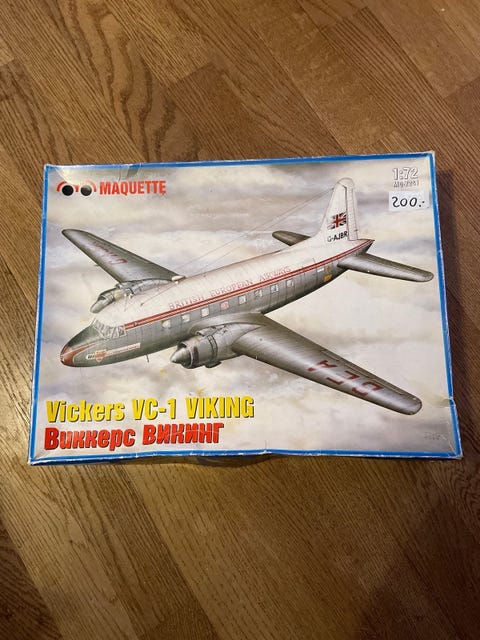 MAQUETTE
1:72
200.-
G-AJBR
BRITISH EUROPEAN AIRWAYS
BEA
Vickers VC-1 VIKING
Виккерс ВИКИНГ